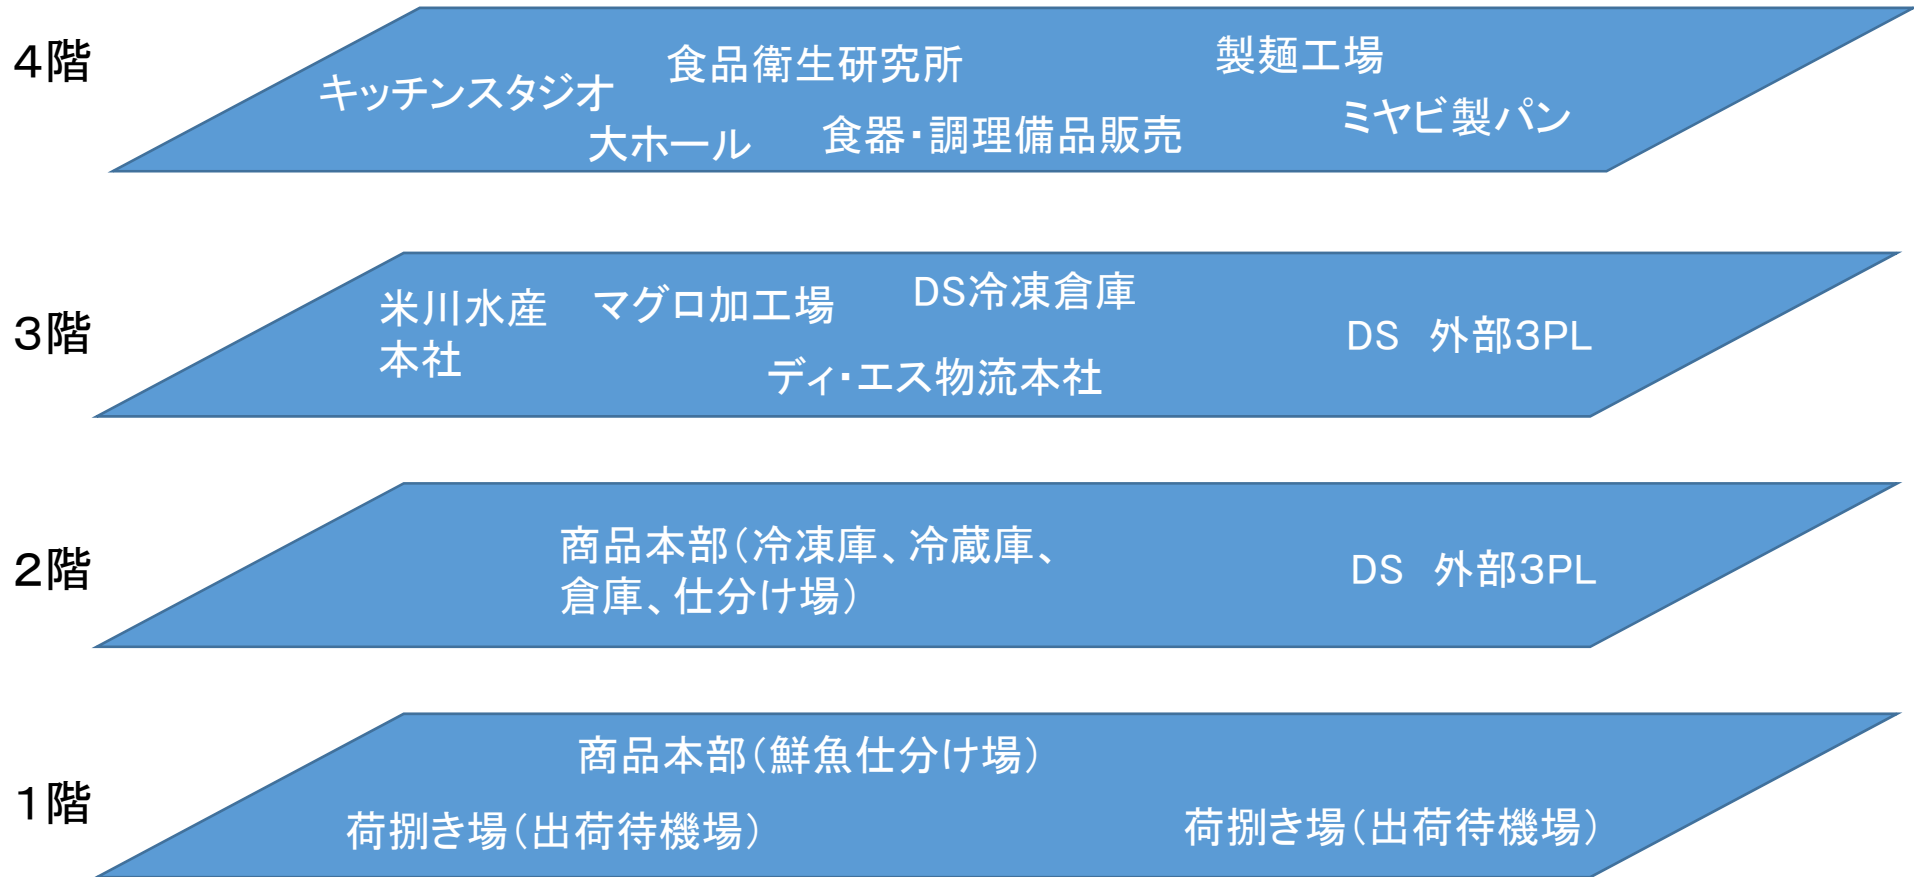 4階
食品衛生研究所
製麺工場
キッチンスタジオ
ミヤビ製パン
大ホール
食器・調理備品販売
3階
米川水産
本社
マグロ加工場
DS冷凍倉庫
DS　外部3PL
ディ・エス物流本社
2階
商品本部(冷凍庫、冷蔵庫、
倉庫、仕分け場)
DS　外部3PL
1階
商品本部(鮮魚仕分け場)
荷捌き場(出荷待機場)
荷捌き場(出荷待機場)